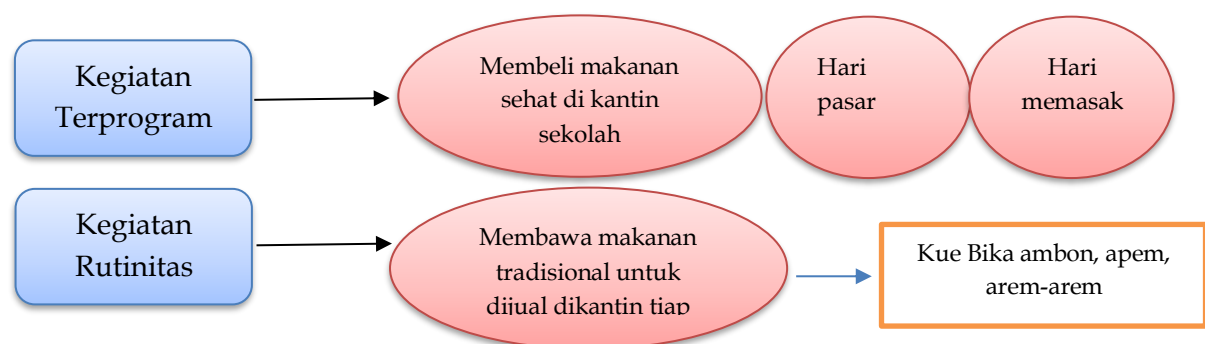 Kegiatan
Terprogram
Membeli makanan
sehat di kantin
sekolah
Hari
pasar
Hari
memasak
Kegiatan
Rutinitas
Membawa makanan
tradisional untuk
dijual dikantin tiap
Kue Bika ambon, apem,
arem-arem